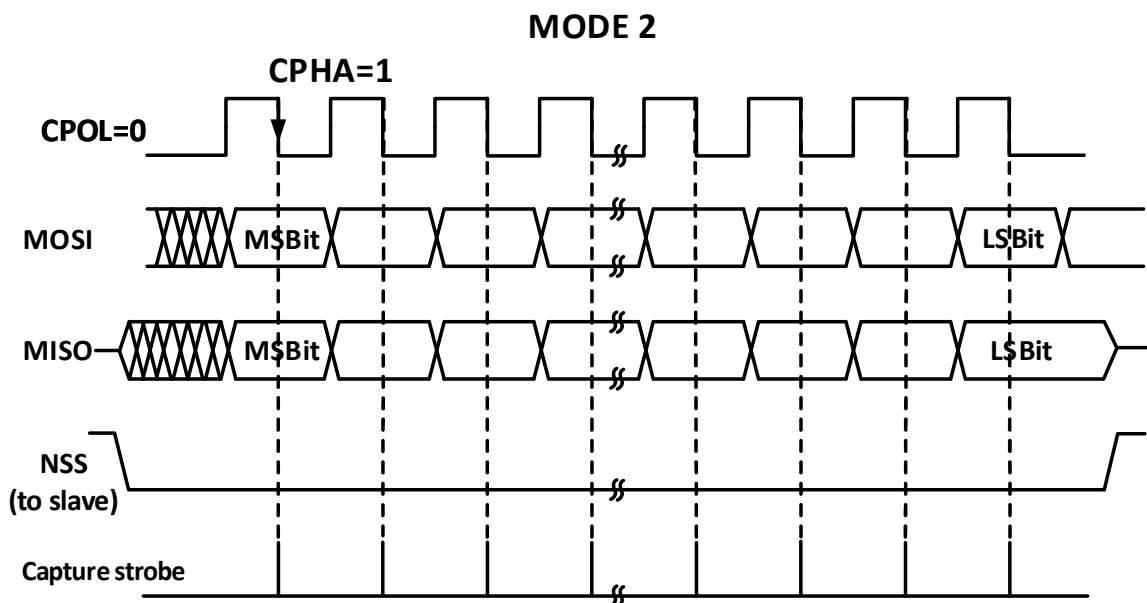 MODE 2
CPHA=1
CPOL=0
MOSI
MSBit
LSBit
MISO
MSBit
LSBit
NSS
(to slave)
Capture strobe